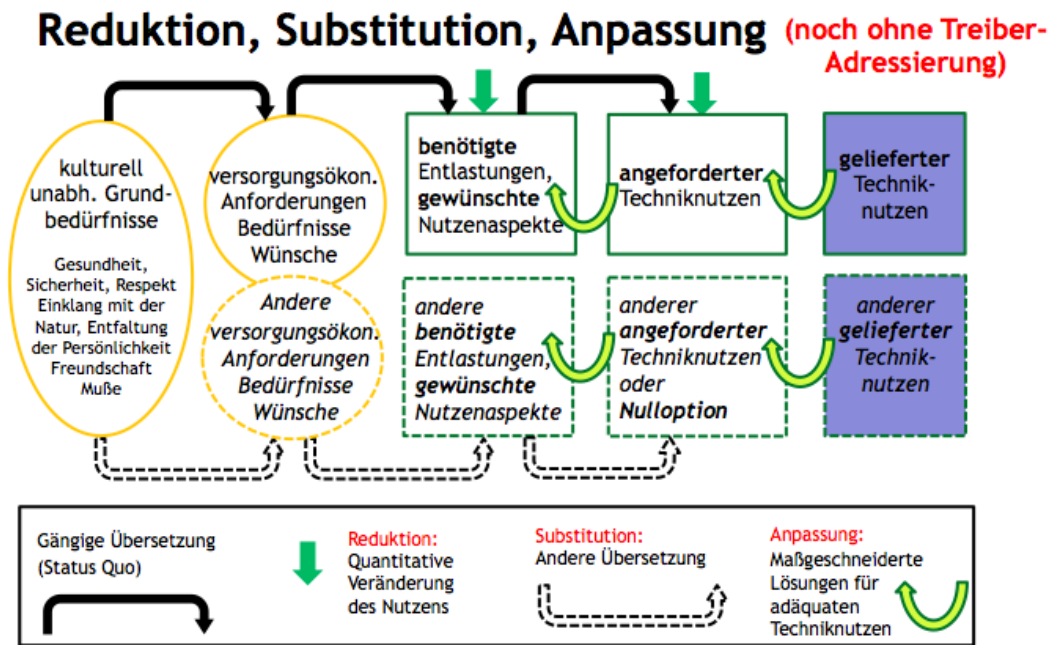 Reduktion, Substitution, Anpassung (noch ohne Treiber-
Adressierung)
kulturell
unabh. Grund-
bedürfnisse
Gesundheit,
Sicherheit, Respekt
Einklang mit der
Natur, Entfaltung
der Persönlichkeit
Freundschaft
Muße
versorgungsökon.
Anforderungen
Bedürfnisse
Wünsche
Andere
versorgungsökon.
Anforderungen
Bedürfnisse
Wünsche
benötigte
Entlastungen,
gewünschte
Nutzenaspekte
andere
benötigte
Entlastungen,
gewünschte
Nutzenaspekte
angeforderter
Techniknutzen
anderer
angeforderter
Techniknutzen
oder
Nulloption
gelieferter
Technik-
nutzen
anderer
gelieferter
Technik-
nutzen
Gängige Übersetzung
(Status Quo)
Reduktion:
Quantitative
Veränderung
des Nutzens
Substitution:
Andere Übersetzung
Anpassung:
Maßgeschneiderte
Lösungen für
adäquaten
Techniknutzen